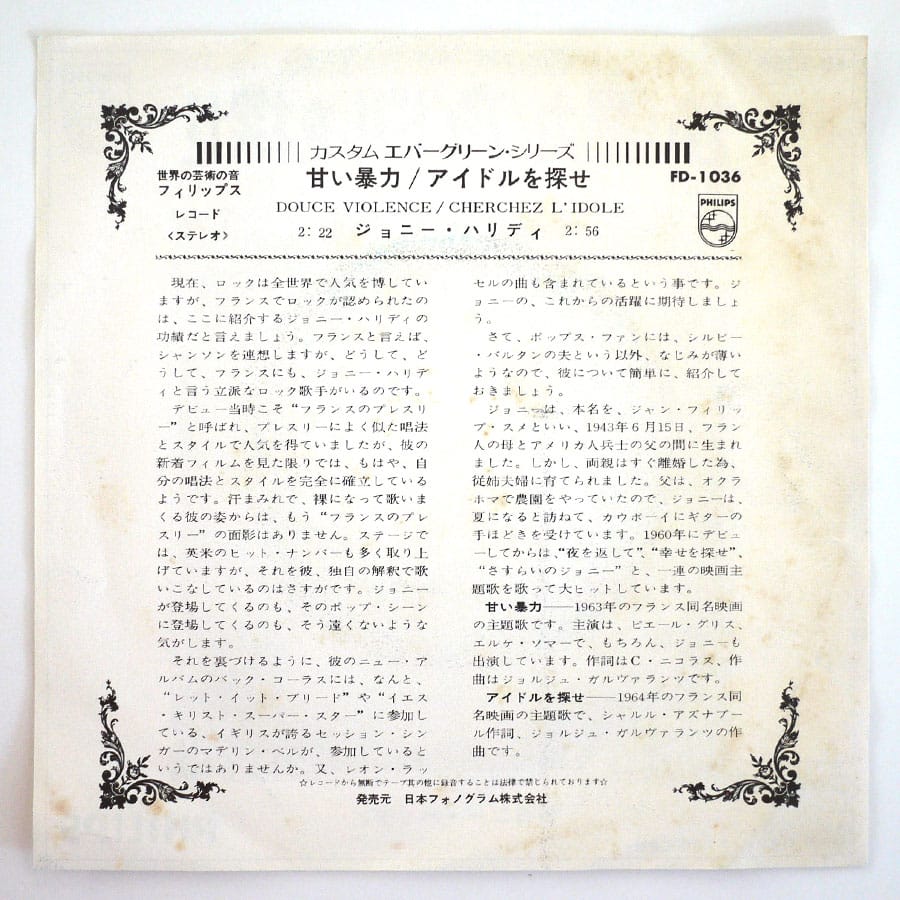 カスタム エバーグリーン・シリーズ
世界の芸術の音
フィリップス
レコード
〈ステレオ〉
甘い暴力/アイドルを探せ
DOUCE VIOLENCE/CHERCHEZ L'IDOLE
2:22 ジョニー・ハリディ 2:56
FD-1036
PHILIPS
現在、ロックは全世界で人気を博してい
ますが、フランスでロックが認められたの
は、ここに紹介するジョニー・ハリディの
功績だと言えましょう。フランスと言えば、
シャンソンを連想しますが、どうして、ど
うして、フランスにも、ジョニー・ハリデ
ィと言う立派なロック歌手がいるのです。
デビュー当時こそ“フランスのプレスリ
ー”と呼ばれ、プレスリーによく似た唱法
とスタイルで人気を得ていましたが、彼の
新着フィルムを見た限りでは、もはや、自
分の唱法とスタイルを完全に確立している
ようです。汗まみれで、裸になって歌いま
くる彼の姿からは、もう“フランスのプレ
スリー”の面影はありません。ステージで
は、英米のヒット・ナンバーも多く取り上
げていますが、それを彼、独自の解釈で歌
いこなしているのはさすがです。ジョニー
が登場してくるのも、そのポップ・シーン
に登場してくるのも、そう遠くないような
気がします。
それを裏づけるように、彼のニュー・ア
ルバムのバック・コーラスには、なんと、
“レット・イット・ブリード”や“イエス
・キリスト・スーパー・スター”に参加し
ている、イギリスが誇るセッション・シン
ガーのマデリン・ベルが、参加していると
いうではありませんか。又、レオン・ラッ
セルの曲も含まれているという事です。ジ
ョニーの、これからの活躍に期待しましょ
う。
さて、ポップス・ファンには、シルビー
・バルタンの夫という以外、なじみが薄い
ようなので、彼について簡単に、紹介して
おきましょう。
ジョニーは、本名を、ジャン・フィリッ
プ・スメといい、1943年6月15日、フラン
人の母とアメリカ人兵士の父の間に生まれ
ました。しかし、両親はすぐ離婚した為、
従姉夫婦に育てられました。父は、オクラ
ホマで農園をやっていたので、ジョニーは、
夏になると訪ねて、カウボーイにギターの
手ほどきを受けています。1960年にデビュ
ーしてからは、“夜を返して”、“幸せを探せ”、
“さすらいのジョニー”と、一連の映画主
題歌を歌って大ヒットしています。
甘い暴力――1963年のフランス同名映画
の主題歌です。主演は、ピエール・グリス、
エルケ・ソマーで、もちろん、ジョニーも
出演しています。作詞はC・ニコラス、作
曲はジョルジュ・ガルヴァランツです。
アイドルを探せ――1964年のフランス同
名映画の主題歌で、シャルル・アズナブー
ル作詞、ジョルジュ・ガルヴァランツの作
曲です。
☆レコードから無断でテープ其の他に録音することは法律で禁じられております☆
発売元 日本フォノグラム株式会社